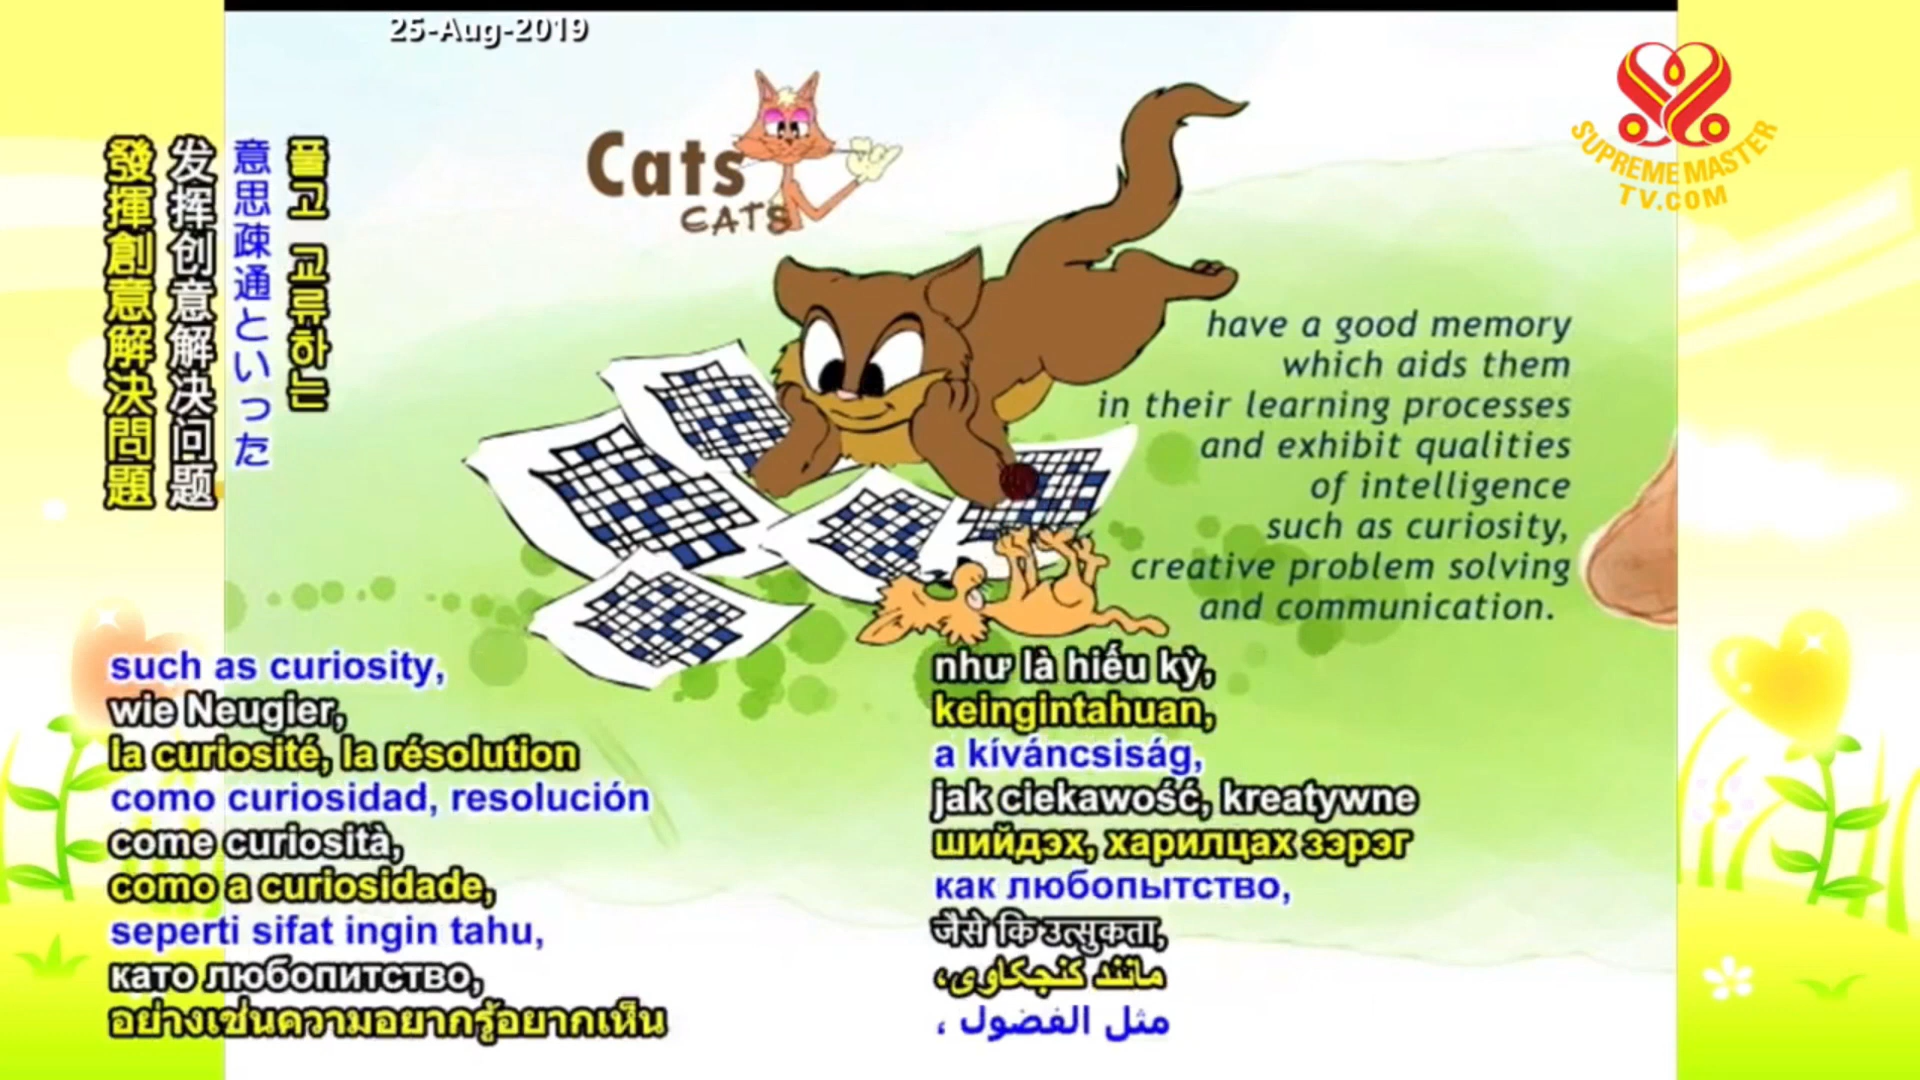 25-Aug-2019
SUPREME MASTER
TV.COM
Cats
CATS
發揮創意解決問題
发挥创意解决问题
意思疎通といった
풀고 교류하는
have a good memory
which aids them
in their learning processes
and exhibit qualities
of intelligence
such as curiosity,
creative problem solving
and communication.
such as curiosity,
wie Neugier,
la curiosité, la résolution
como curiosidad, resolución
come curiosità,
como a curiosidade,
seperti sifat ingin tahu,
като любопитство,
อย่างเช่นความอยากรู้อยากเห็น
như là hiếu kỳ,
keingintahuan,
a kíváncsiság,
jak ciekawość, kreatywne
шийдэх, харилцах зэрэг
как любопытство,
जैसे कि उत्सुकता,
مانند کنجکاوی،
مثل الفضول ،